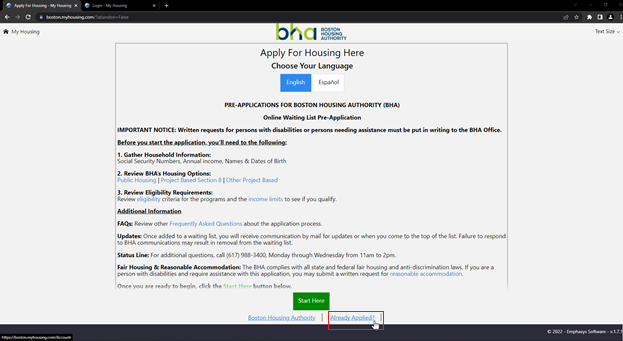 Apply For Housing - My Housing
Login - My Housing
boston.myhousing.com/?abandon=False
My Housing
bha BOSTON
HOUSING
AUTHORITY
Text Size
Apply For Housing Here
Choose Your Language
English
Español
PRE-APPLICATIONS FOR BOSTON HOUSING AUTHORITY (BHA)
Online Waiting List Pre-Application
IMPORTANT NOTICE: Written requests for persons with disabilities or persons needing assistance must be put in writing to the BHA Office.
Before you start the application, you'll need to the following:
1. Gather Household Information:
Social Security Numbers, Annual income, Names & Dates of Birth
2. Review BHA's Housing Options:
Public Housing | Project Based Section 8 | Other Project Based
3. Review Eligibility Requirements:
Review eligibility criteria for the programs and the income limits to see if you qualify.
Additional Information
FAQs: Review other Frequently Asked Questions about the application process.
Updates: Once added to a waiting list, you will receive communication by mail for updates or when you come to the top of the list. Failure to respond
to BHA communications may result in removal from the waiting list.
Status Line: For additional questions, call (617) 988-3400, Monday through Wednesday from 11am to 2pm.
Fair Housing & Reasonable Accommodation: The BHA complies with all state and federal fair housing and anti-discrimination laws. If you are a
person with disabilities and require assistance with this application, you may submit a written request for reasonable accommodation.
Once you are ready to begin, click the Start Here button below.
Start Here
Boston Housing Authority | Already Applied? |
© 2022 - Emphasys Software - v.1.7.
https://boston.myhousing.com/Account